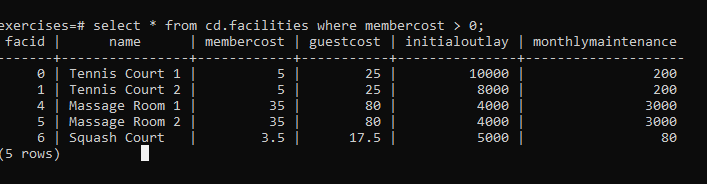 exercises=# select * from cd.facilities where membercost > 0;
facid | name | membercost | guestcost | initialoutlay | monthlymaintenance
-------+-----------------+------------+-----------+---------------+--------------------
0 | Tennis Court 1 | 5 | 25 | 10000 | 200
1 | Tennis Court 2 | 5 | 25 | 8000 | 200
4 | Massage Room 1 | 35 | 80 | 4000 | 3000
5 | Massage Room 2 | 35 | 80 | 4000 | 3000
6 | Squash Court | 3.5 | 17.5 | 5000 | 80
(5 rows)